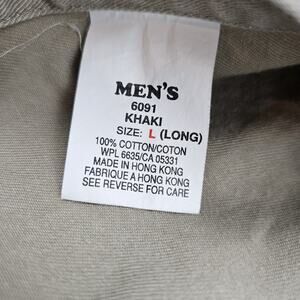 MEN'S
6091
KHAKI
SIZE: L (LONG)
100% COTTON/COTON
WPL 6635/CA 05331
MADE IN HONG KONG
FABRIQUE A HONG KONG
SEE REVERSE FOR CARE